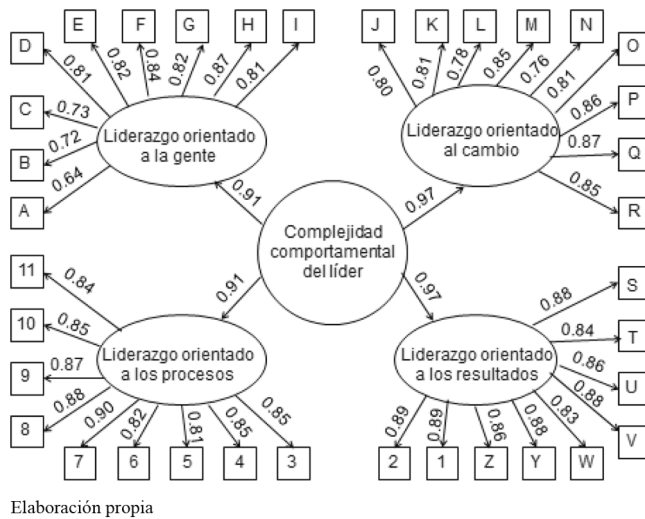 E F G H I J K L M N
D O
0.81 0.82 0.84 0.82 0.87 0.81 0.80 0.81 0.78 0.85 0.76 0.81
C P
0.73 0.86
Liderazgo orientado
a la gente
Liderazgo orientado
al cambio
B Q
0.72 0.87
A R
0.64 0.85
0.91 0.97
Complejidad
comportamental
del líder
0.91 0.97
11 S
0.84 0.88
10 T
0.85 0.84
Liderazgo orientado
a los procesos
Liderazgo orientado
a los resultados
9 U
0.87 0.86
8 V
0.88 0.88
0.90 0.82 0.81 0.85 0.85 0.89 0.89 0.86 0.88 0.83
7 6 5 4 3 2 1 Z Y W
Elaboración propia